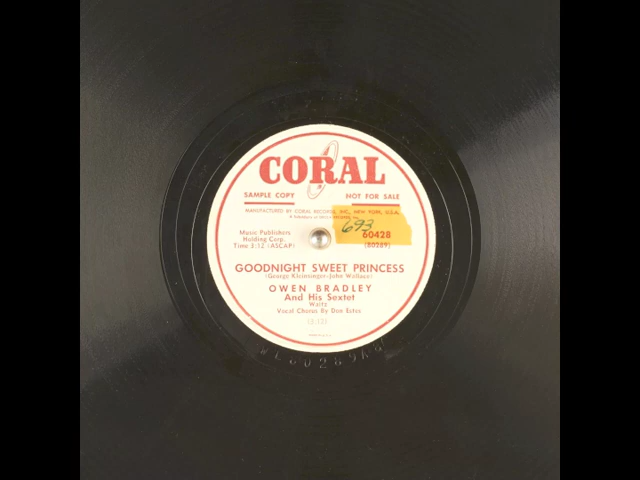 CORAL
SAMPLE COPY NOT FOR SALE
MANUFACTURED BY CORAL RECORDS, INC., NEW YORK, U.S.A.
693
Music Publishers
Holding Corp.
Time 3:12 (ASCAP)
60428
(80289)
GOODNIGHT SWEET PRINCESS
(George Kleinsinger-John Wallace)
OWEN BRADLEY
And His Sextet
Waltz
Vocal Chorus By Don Estes